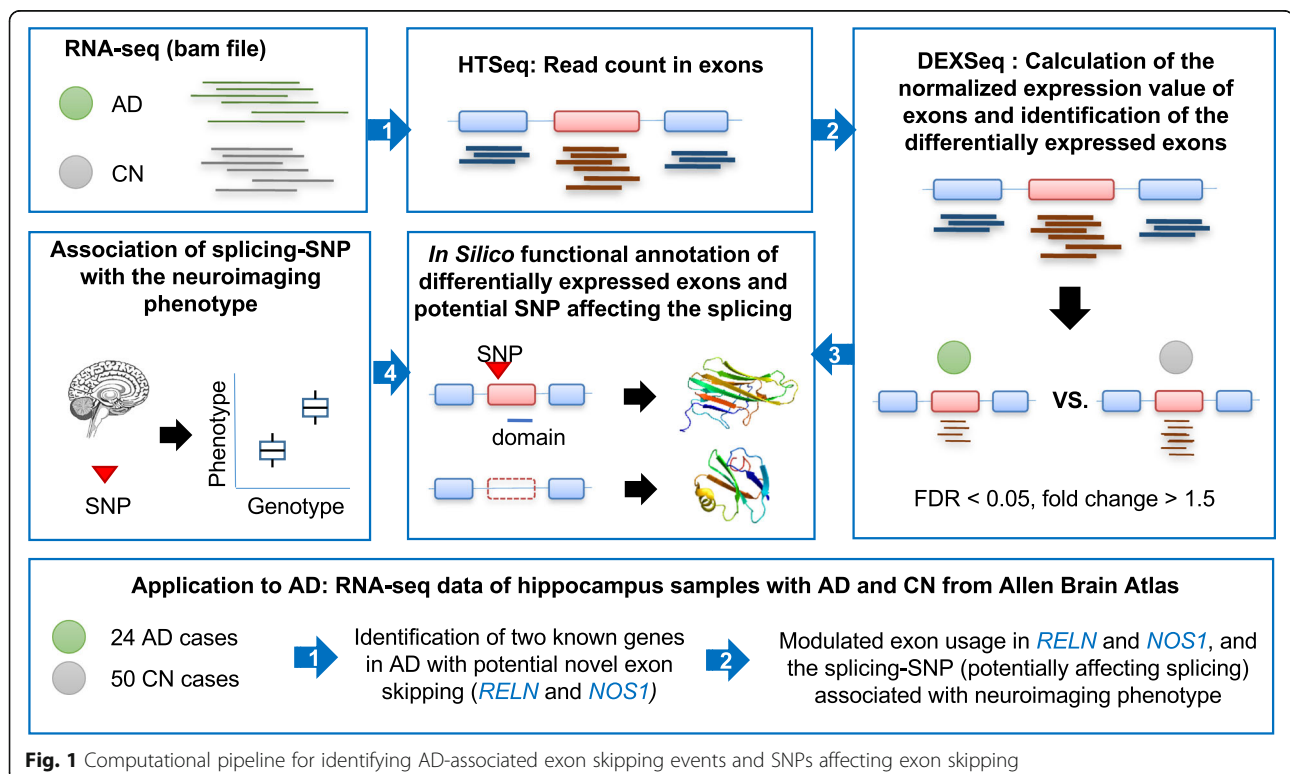 RNA-seq (bam file)
AD
CN
1
HTSeq: Read count in exons
2
DEXSeq : Calculation of the
normalized expression value of
exons and identification of the
differentially expressed exons
VS.
FDR < 0.05, fold change > 1.5
3
In Silico functional annotation of
differentially expressed exons and
potential SNP affecting the splicing
SNP
domain
4
Association of splicing-SNP
with the neuroimaging
phenotype
SNP
Phenotype
Genotype
Application to AD: RNA-seq data of hippocampus samples with AD and CN from Allen Brain Atlas
24 AD cases
50 CN cases
1
Identification of two known genes
in AD with potential novel exon
skipping (RELN and NOS1)
2
Modulated exon usage in RELN and NOS1, and
the splicing-SNP (potentially affecting splicing)
associated with neuroimaging phenotype
Fig. 1 Computational pipeline for identifying AD-associated exon skipping events and SNPs affecting exon skipping